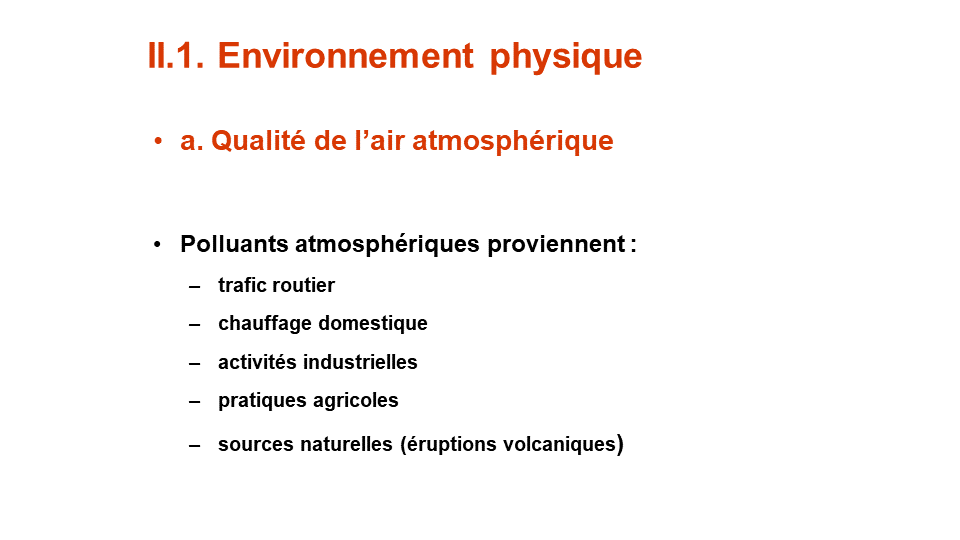 II.1. Environnement physique
• a. Qualité de l’air atmosphérique
• Polluants atmosphériques proviennent :
– trafic routier
– chauffage domestique
– activités industrielles
– pratiques agricoles
– sources naturelles (éruptions volcaniques)